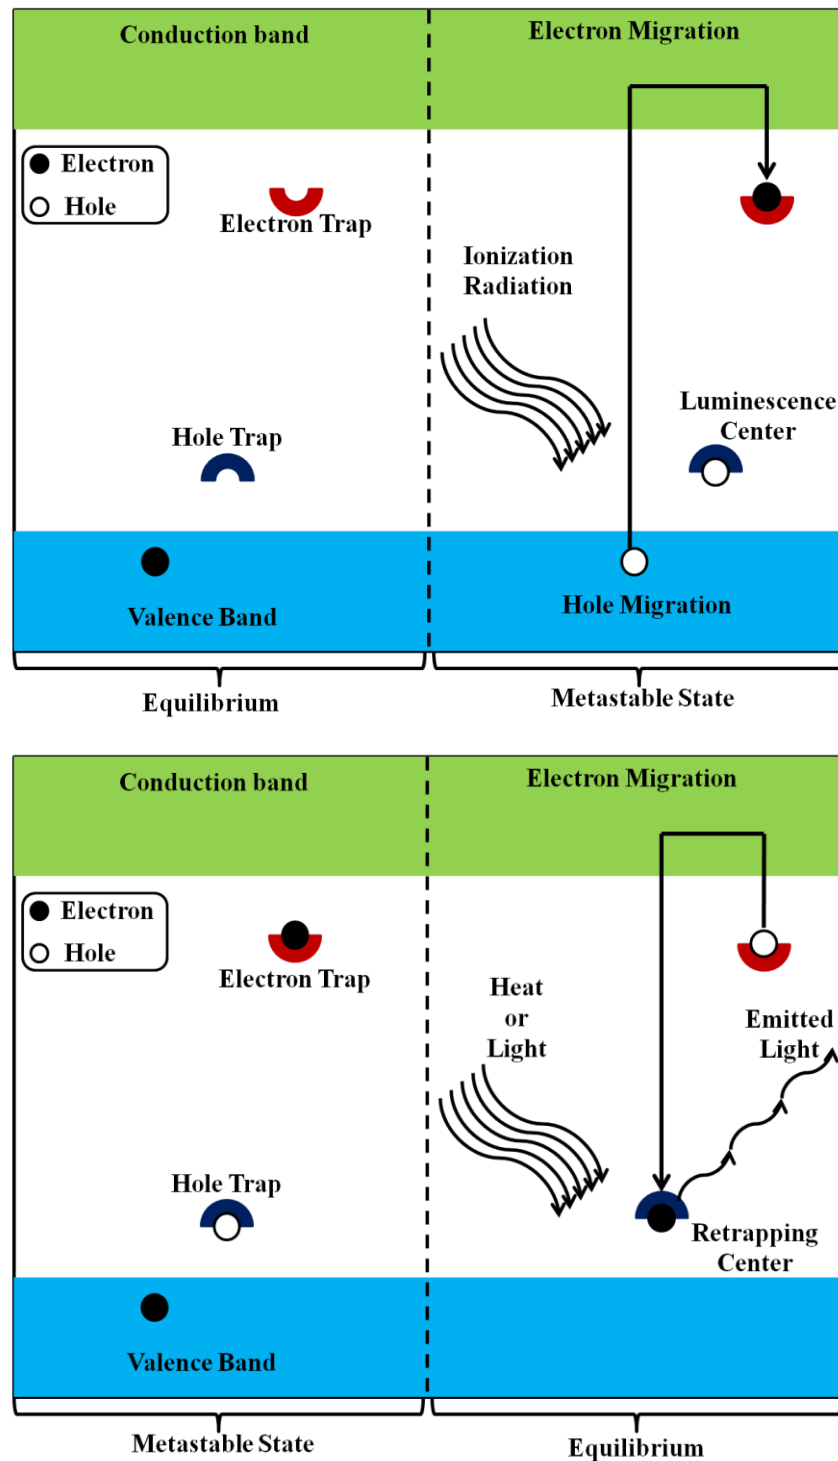 Conduction band
Electron Migration
Electron
Hole
Electron Trap
Ionization
Radiation
Hole Trap
Luminescence
Center
Valence Band
Hole Migration
Equilibrium
Metastable State
Conduction band
Electron Migration
Electron
Hole
Electron Trap
Heat
or
Light
Emitted
Light
Hole Trap
Retrapping
Center
Valence Band
Metastable State
Equilibrium